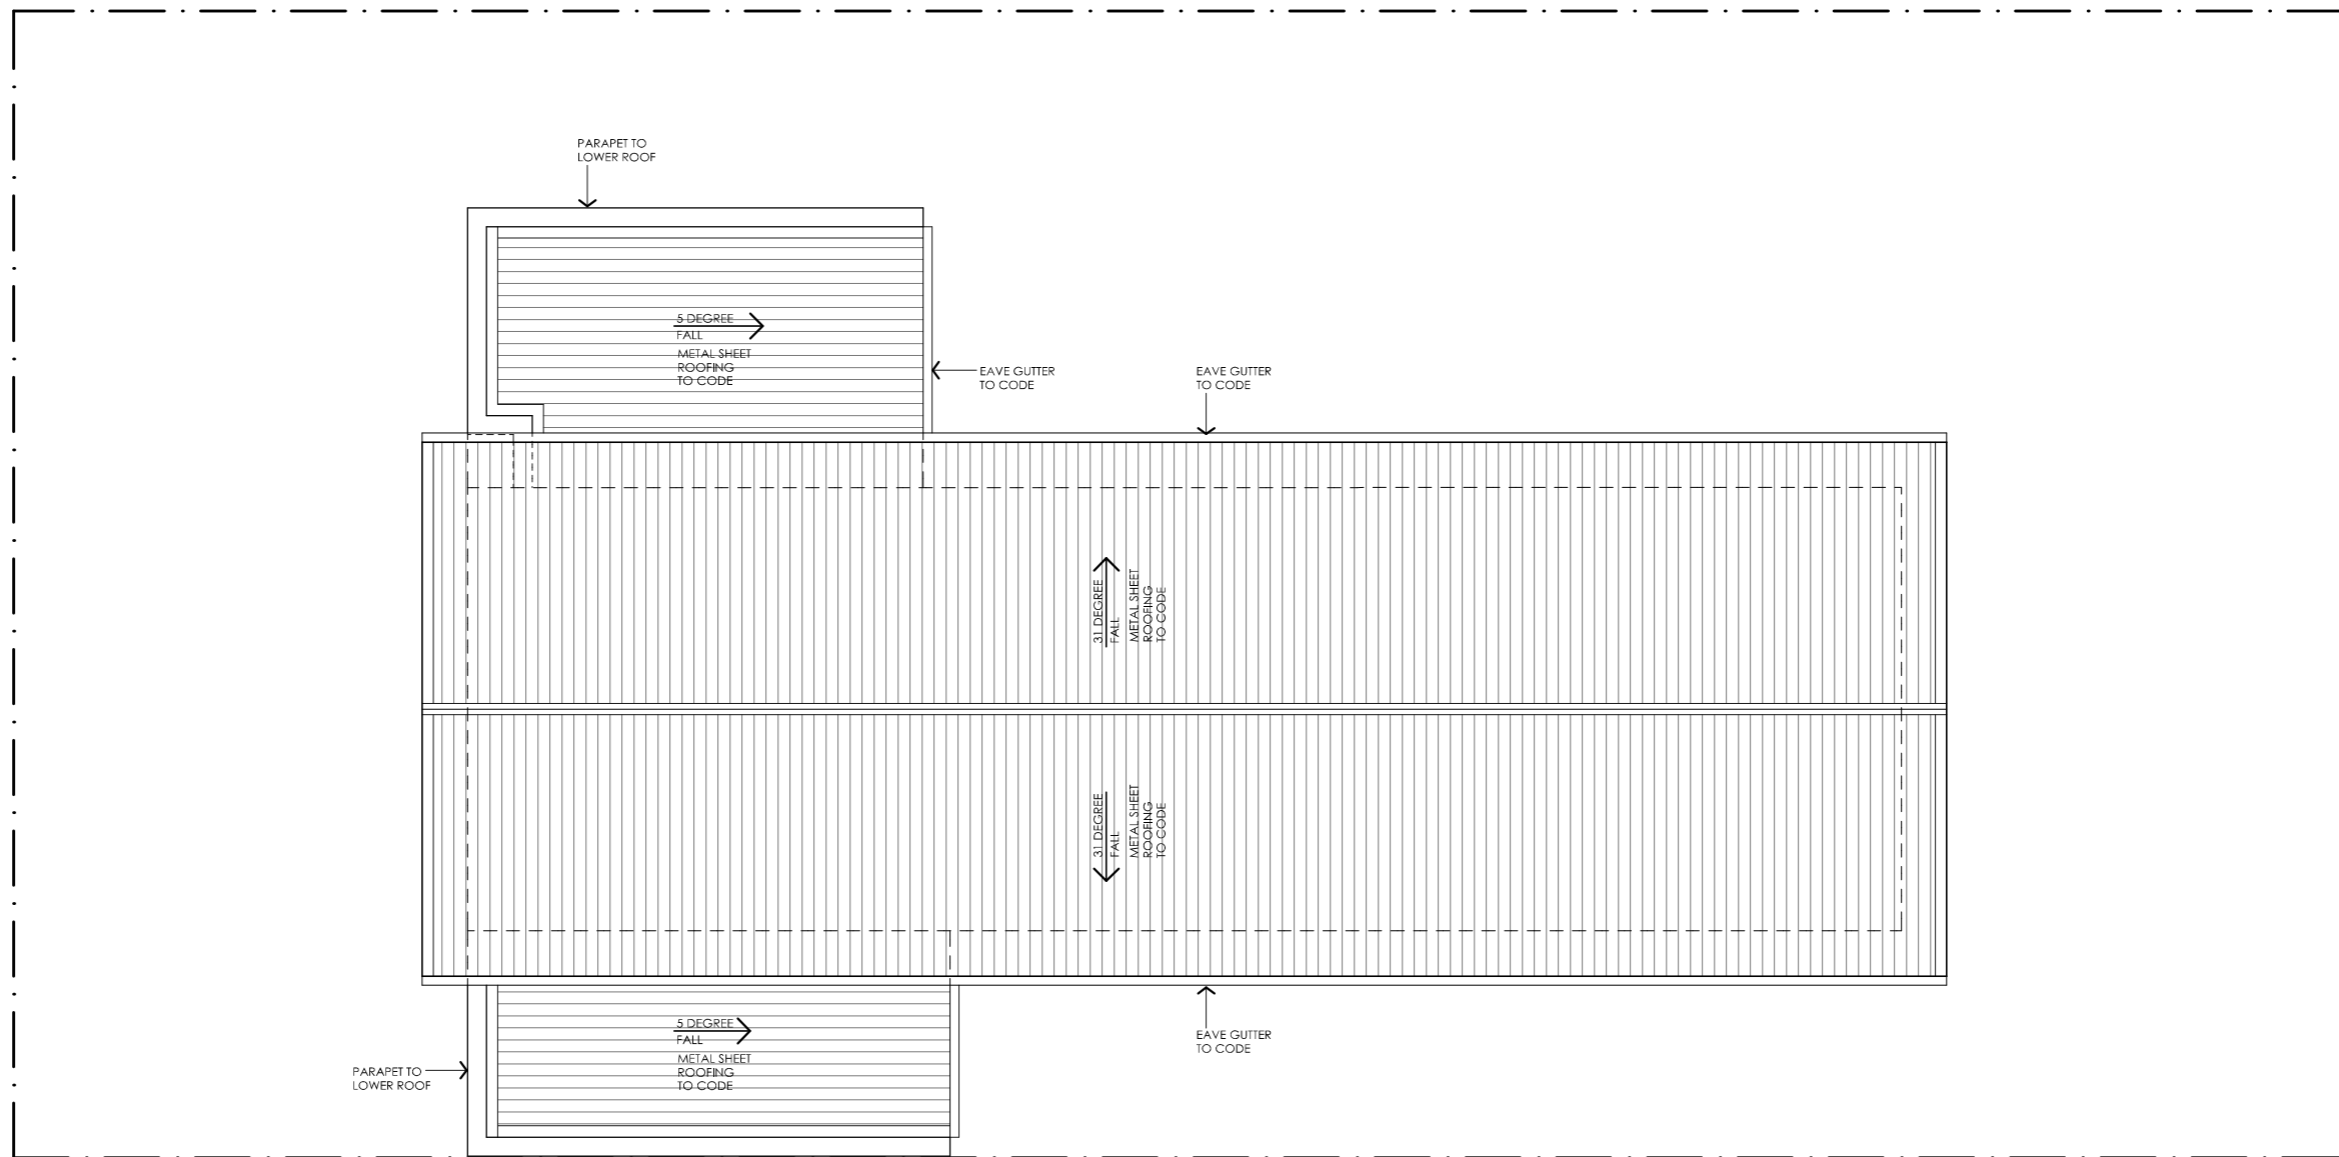 PARAPET TO
LOWER ROOF
5 DEGREE
FALL
METAL SHEET
ROOFING
TO CODE
EAVE GUTTER
TO CODE
EAVE GUTTER
TO CODE
31 DEGREE
FALL
METAL SHEET
ROOFING
TO CODE
31 DEGREE
FALL
METAL SHEET
ROOFING
TO CODE
5 DEGREE
FALL
METAL SHEET
ROOFING
TO CODE
PARAPET TO
LOWER ROOF
EAVE GUTTER
TO CODE